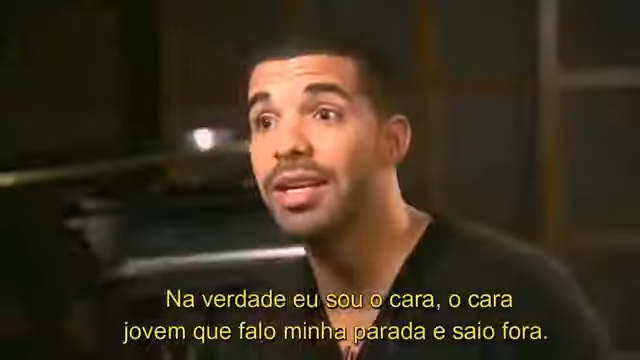 Na verdade eu sou o cara, o cara
jovem que falo minha parada e saio fora.